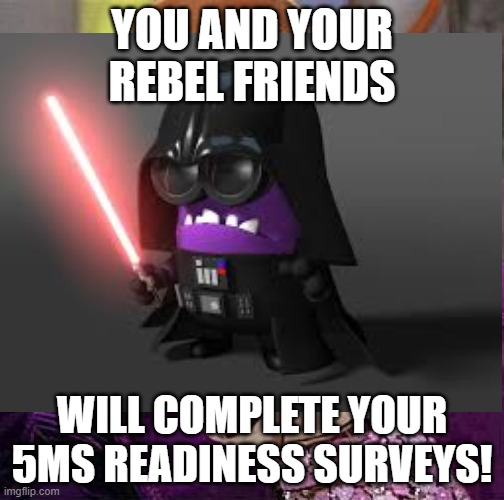 YOU AND YOUR
REBEL FRIENDS
WILL COMPLETE YOUR
5MS READINESS SURVEYS!
imgflip.com